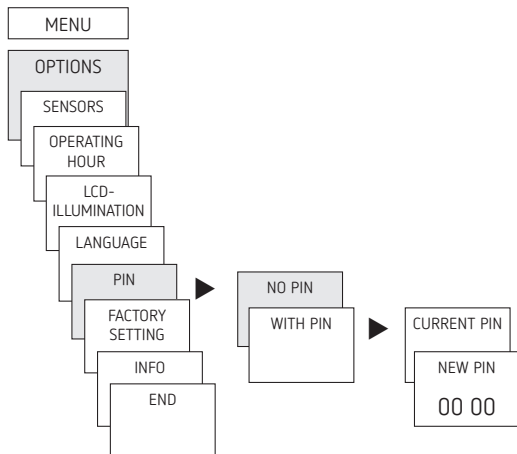 MENU
OPTIONS
SENSORS
OPERATING
HOUR
LCD-
ILLUMINATION
LANGUAGE
PIN
FACTORY
SETTING
INFO
END
NO PIN
WITH PIN
CURRENT PIN
NEW PIN
00 00